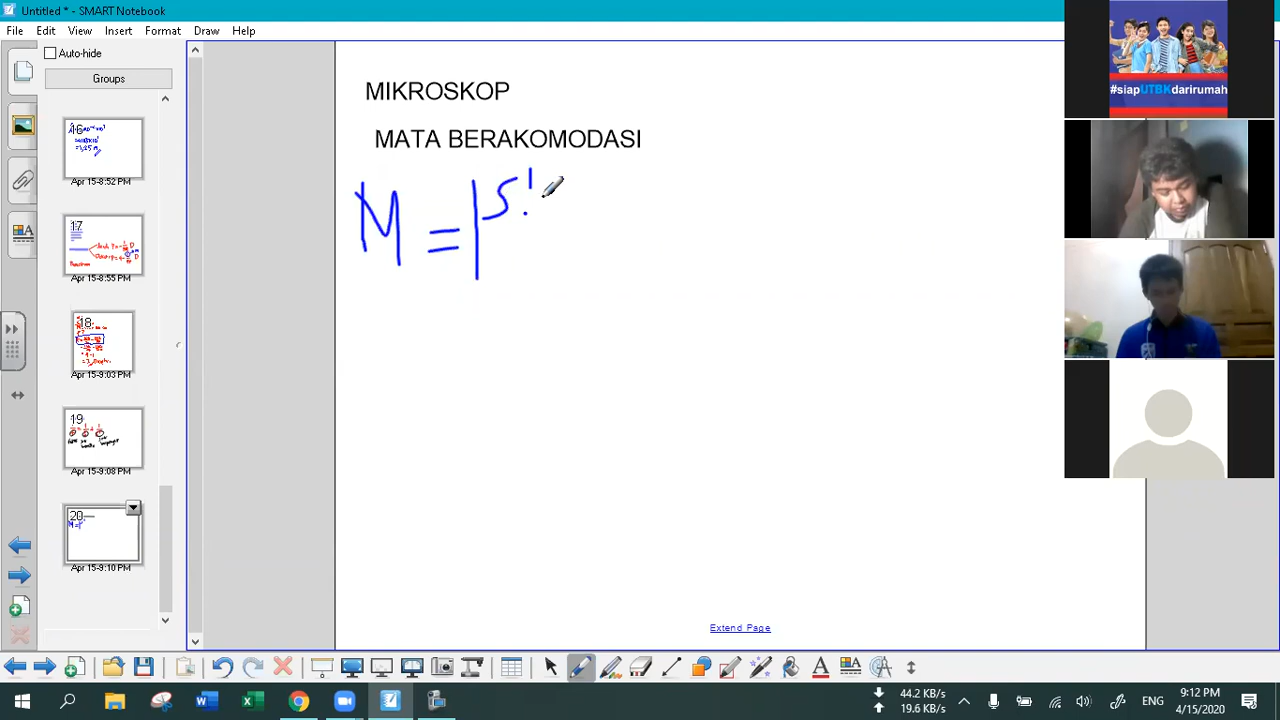 Untitled * - SMART Notebook
File Edit View Insert Format Draw Help
Auto-hide
Groups
16
Apr 15-8:52 PM
17
Apr 15-8:55 PM
18
Apr 15-9:03 PM
19
Apr 15-9:08 PM
20
Apr 15-9:10 PM
MIKROSKOP
MATA BERAKOMODASI
M = |S'
Extend Page
#siapUTBKdarirumah
44.2 KB/s
19.6 KB/s
ENG
9:12 PM
4/15/2020